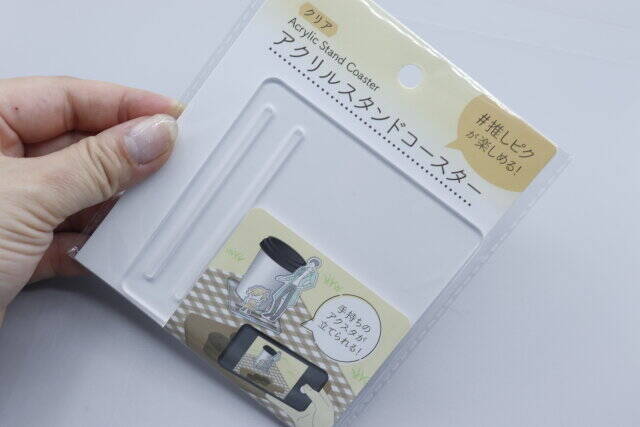 クリア
Acrylic Stand Coaster
アクリルスタンドコースター
#推しピク
が楽しめる!
手持ちの
アクスタが
立てられる!